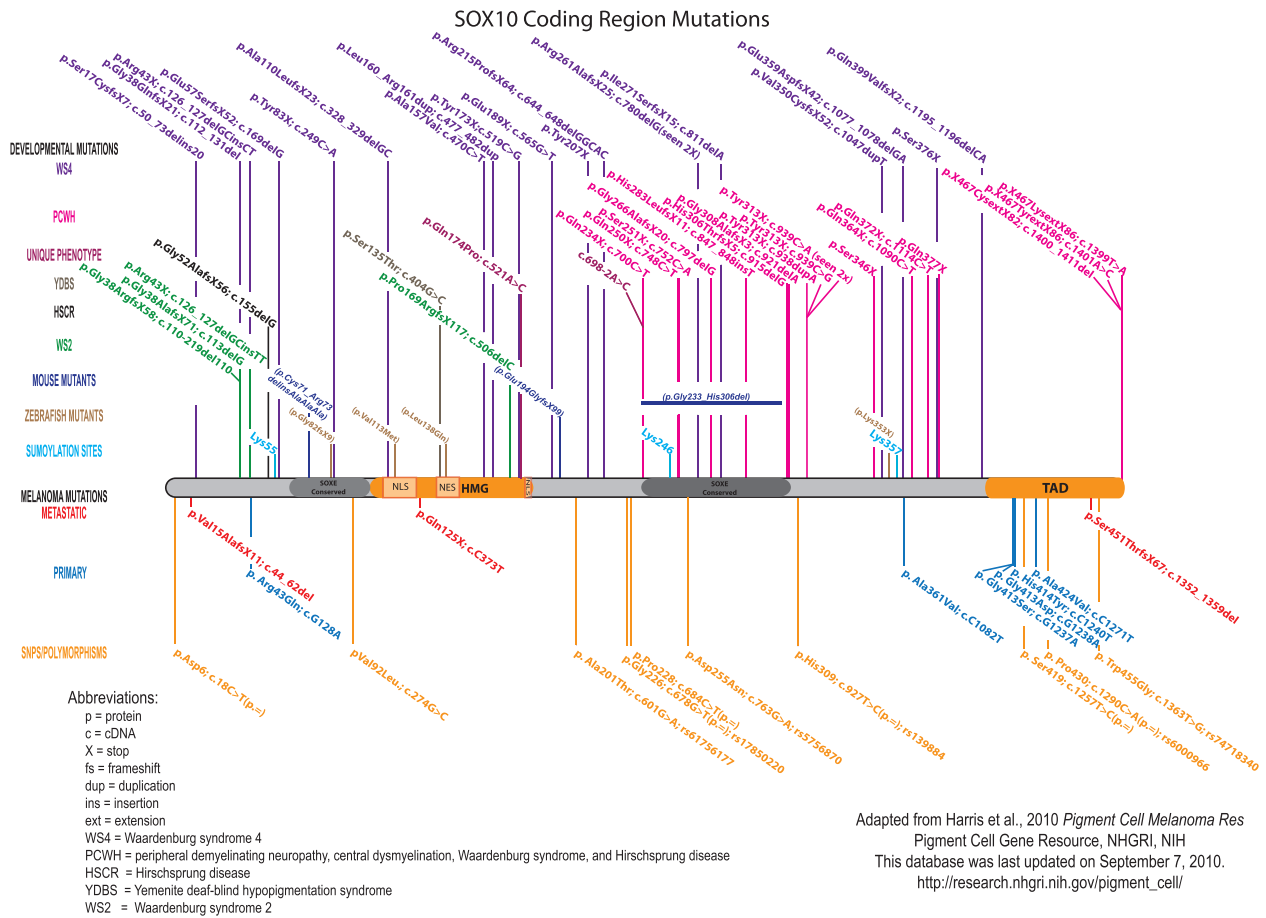 SOX10 Coding Region Mutations
p.Ser17CysfsX7; c.50_73delins20
p.Gly38GlnfsX21; c.112_131del
p.Arg43X; c.126_127delGCinsCT
p.Glu57SerfsX52; c.169delG
p.Tyr83X; c.249C>A
p.Ala110LeufsX23; c.328_329delGC
p.Ala157Val; c.470C>T
p.Leu160_Arg161dup; c.477_482dup
p.Tyr173X;c.519C>G
p.Glu189X; c.565G>T
p.Tyr207X
p.Arg215ProfsX64; c.644_648delGGCAC
p.Arg261AlafsX25; c.780delG(seen 2X)
p.Ile271SerfsX15; c.811delA
p.Val350CysfsX52; c.1047dupT
p.Glu359AspfsX42; c.1077_1078delGA
p.Ser376X
p.Gln399ValfsX2; c.1195_1196delCA
DEVELOPMENTAL MUTATIONS
WS4
PCWH
p.Gln234X; c.700C>T
p.Gln250X; c.748C>T
p.Ser251X; c.752C>A
p.Gly266AlafsX20; c.797delG
p.His283LeufsX11; c.847_848insT
p.His306ThrfsX5; c.915delG
p.Gly308AlafsX3; c.921delA
p.Tyr313X; c.938dupA
p.Tyr313X; c.939C>G
p.Tyr313X; c.939C>A (seen 2x)
p.Ser346X
p.Gln364X; c.1090C>T
p.Gln372X; c.1114C>T
p.Gln377X
p.X467CysextX82; c.1400_1411del
p.X467TyrextX86; c.1401A>C
p.X467LysextX86; c.1399T>A
UNIQUE PHENOTYPE
p.Gln174Pro; c.521A>C
c.698-2A>C
YDBS
p.Ser135Thr; c.404G>C
HSCR
p.Gly52AlafsX56; c.155delG
WS2
p.Gly38ArgfsX58; c.110-219del110
p.Gly38AlafsX71; c.113delG
p.Arg43X; c.126_127delGCinsTT
p.Pro169ArgfsX117; c.506delC
MOUSE MUTANTS
(p.Cys71_Arg73
delinsAlaAlaAla)
(p.Glu194GlyfsX99)
(p.Gly233_His306del)
ZEBRAFISH MUTANTS
(p.Gly82fsX9)
(p.Val113Met)
(p.Leu138Gln)
(p.Lys353X)
SUMOYLATION SITES
Lys55
Lys246
Lys357
SOXE
Conserved
NLS
NES
HMG
NLS
SOXE
Conserved
TAD
MELANOMA MUTATIONS
METASTATIC
p.Val15AlafsX11; c.44_62del
p.Gln125X; c.C373T
p.Ser451ThrfsX67; c.1352_1359del
PRIMARY
p. Arg43Gln; c.G128A
p. Ala361Val; c.C1082T
p. Gly413Ser; c.G1237A
p. Gly413Asp; c.G1238A
p. His414Tyr; c.C1240T
p. Ala424Val; c.C1271T
SNPS/POLYMORPHISMS
p.Asp6; c.18C>T(p.=)
pVal92Leu.; c.274G>C
p. Ala201Thr; c.601G>A; rs61756177
p.Gly226; c.678G>T(p.=); rs17850220
p.Pro228; c.684C>T(p.=)
p. Asp255Asn; c.763G>A; rs5756870
p.His309; c.927T>C(p.=); rs139884
p. Ser419; c.1257T>C(p.=)
p. Pro430; c.1290C>A(p.=); rs6000966
p. Trp455Gly; c.1363T>G; rs74718340
Abbreviations:
p = protein
c = cDNA
X = stop
fs = frameshift
dup = duplication
ins = insertion
ext = extension
WS4 = Waardenburg syndrome 4
PCWH = peripheral demyelinating neuropathy, central dysmyelination, Waardenburg syndrome, and Hirschsprung disease
HSCR = Hirschsprung disease
YDBS = Yemenite deaf-blind hypopigmentation syndrome
WS2 = Waardenburg syndrome 2
Adapted from Harris et al., 2010 Pigment Cell Melanoma Res
Pigment Cell Gene Resource, NHGRI, NIH
This database was last updated on September 7, 2010.
http://research.nhgri.nih.gov/pigment_cell/